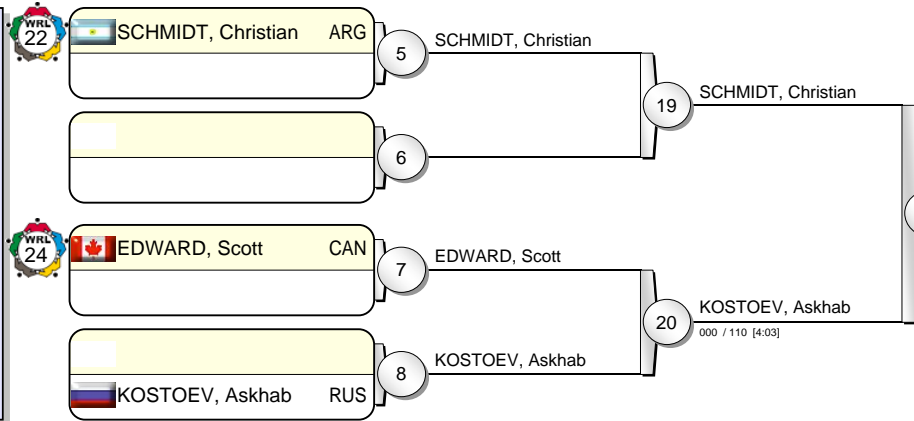 WRL
22
SCHMIDT, Christian ARG
5
SCHMIDT, Christian
6
19
SCHMIDT, Christian
WRL
24
EDWARD, Scott CAN
7
EDWARD, Scott
KOSTOEV, Askhab RUS
8
KOSTOEV, Askhab
20
KOSTOEV, Askhab
000 / 110 [4:03]